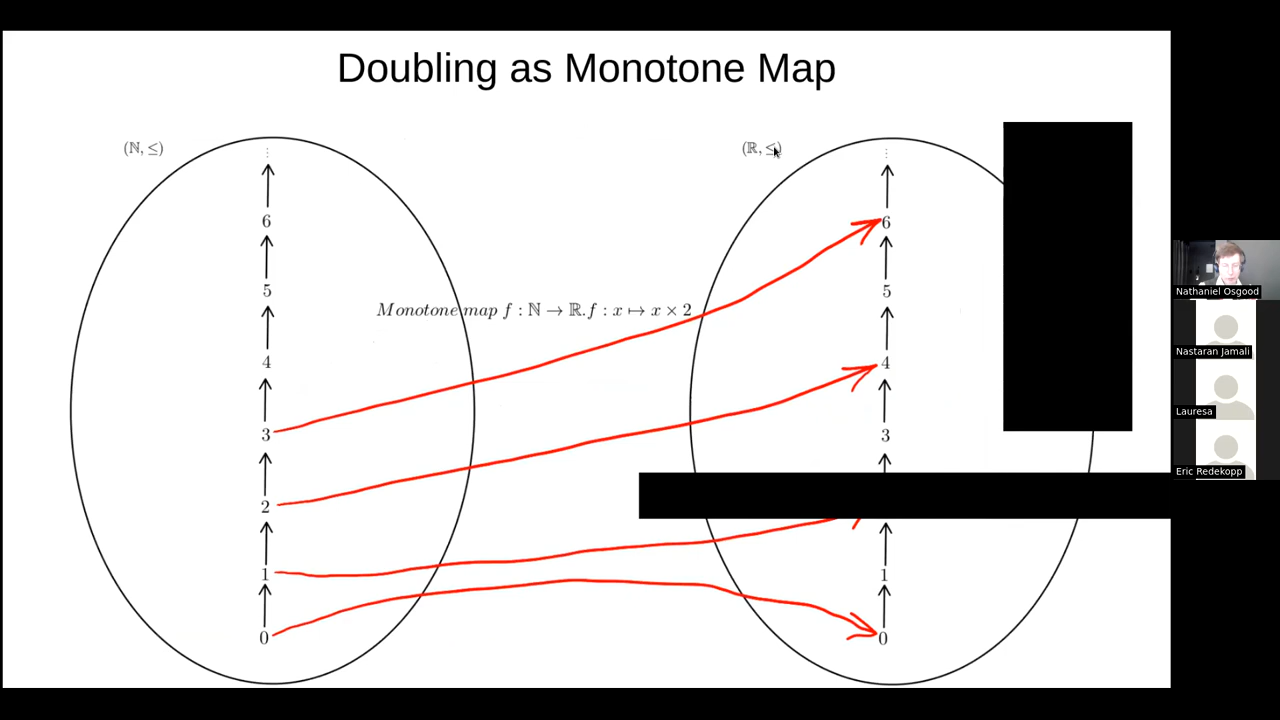 Doubling as Monotone Map
(ℕ, ≤)
(ℝ, ≤)
⋮
6
5
4
3
2
1
0
Monotone map f : ℕ → ℝ. f : x ↦ x × 2
⋮
6
5
4
3
1
0
Nathaniel Osgood
Nastaran Jamali
Lauresa
Eric Redekopp